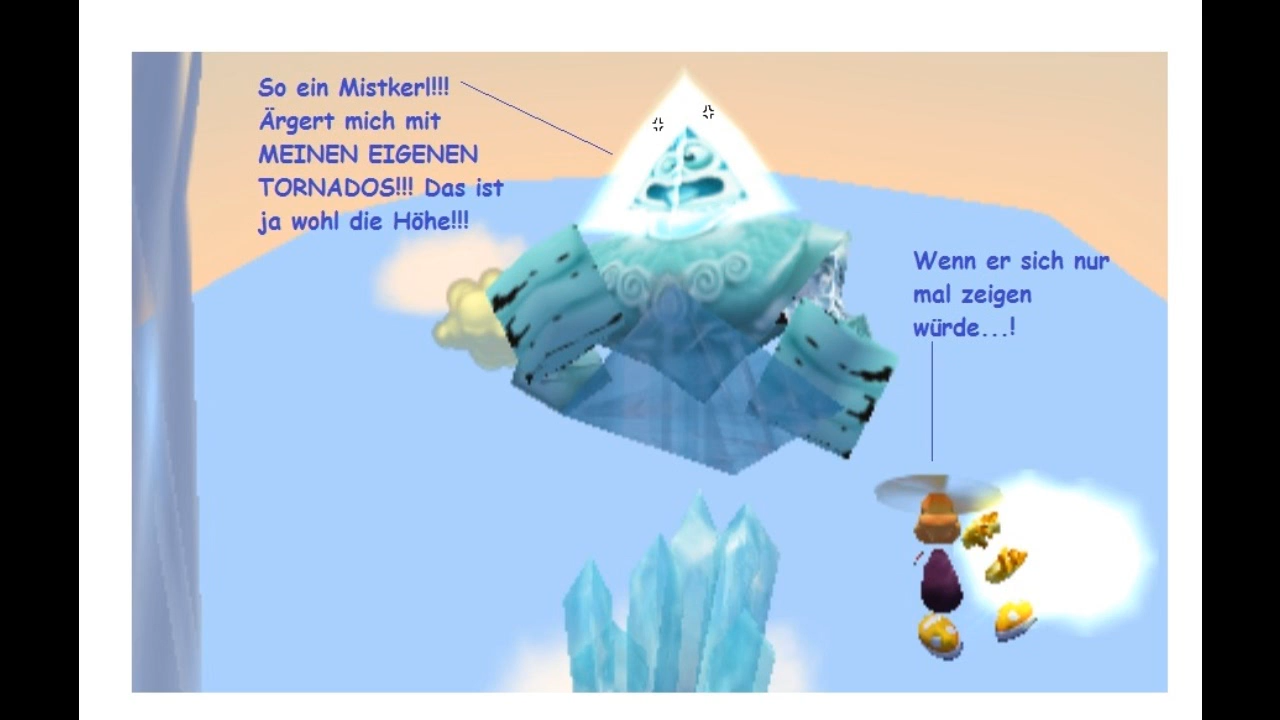 So ein Mistkerl!!!
Ärgert mich mit
MEINEN EIGENEN
TORNADOS!!! Das ist
ja wohl die Höhe!!!
Wenn er sich nur
mal zeigen
würde...!